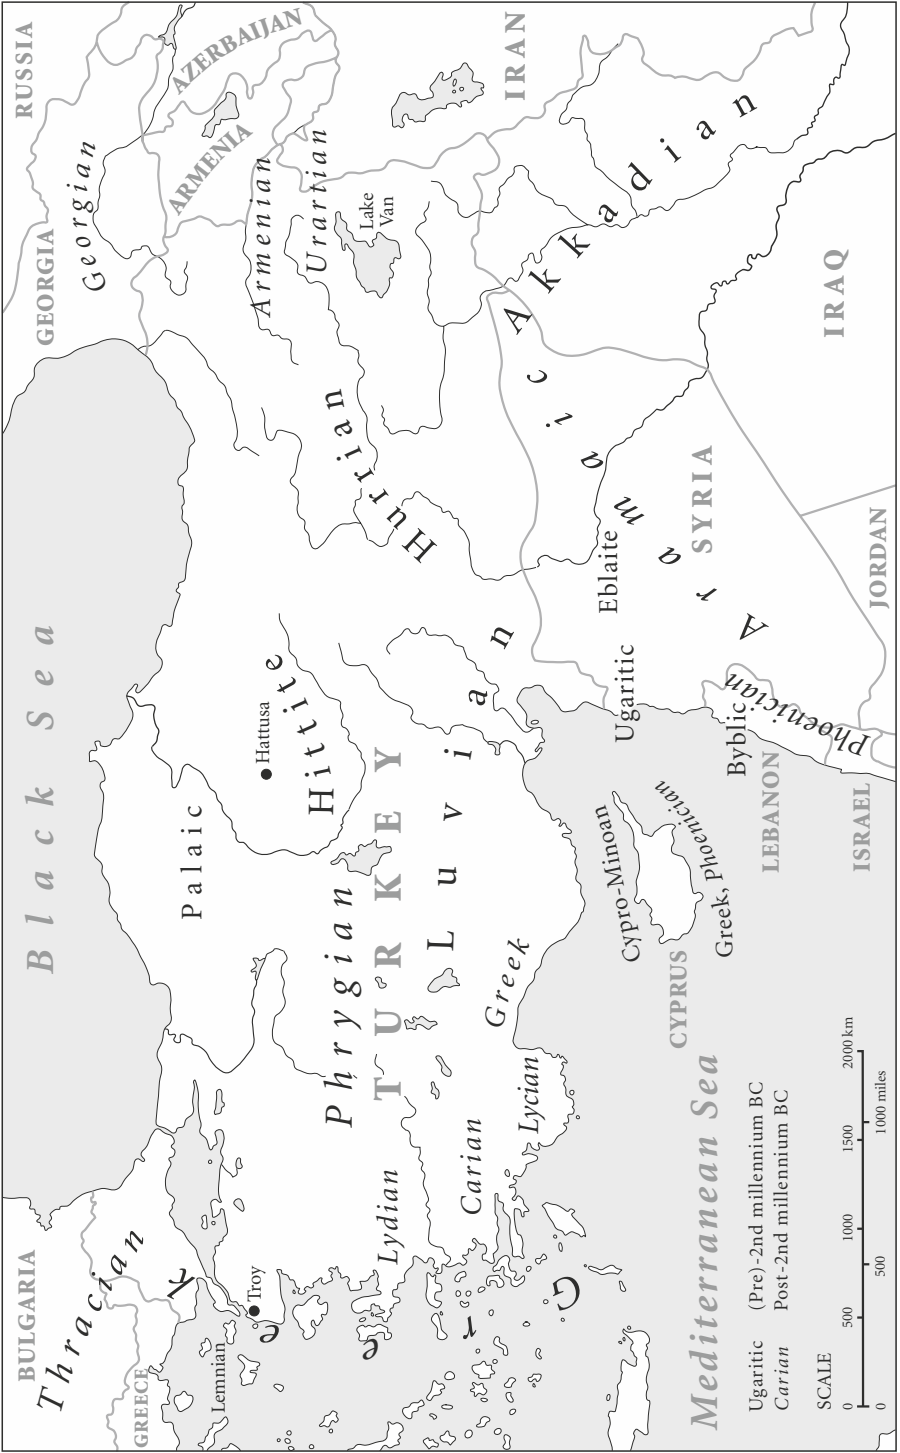 BULGARIA
Black Sea
GEORGIA
RUSSIA
Thracian
Georgian
AZERBAIJAN
GREECE
ARMENIA
Palaic
Lemnian
Troy
Hattusa
Hittite
Armenian
Urartian
Phrygian
Hurrian
Lake
Van
TURKEY
Lydian
Luvian
IRAN
Carian
Greek
Akkadian
Lycian
Greek
Aramaic
Eblaite
Ugaritic
Cypro-Minoan
Phoenician
Greek, Phoenician
CYPRUS
SYRIA
Byblic
Phoenician
Mediterranean Sea
LEBANON
IRAQ
Ugaritic (Pre)-2nd millennium BC
Carian Post-2nd millennium BC
ISRAEL
JORDAN
SCALE
0 500 1000 1500 2000 km
0 500 1000 miles